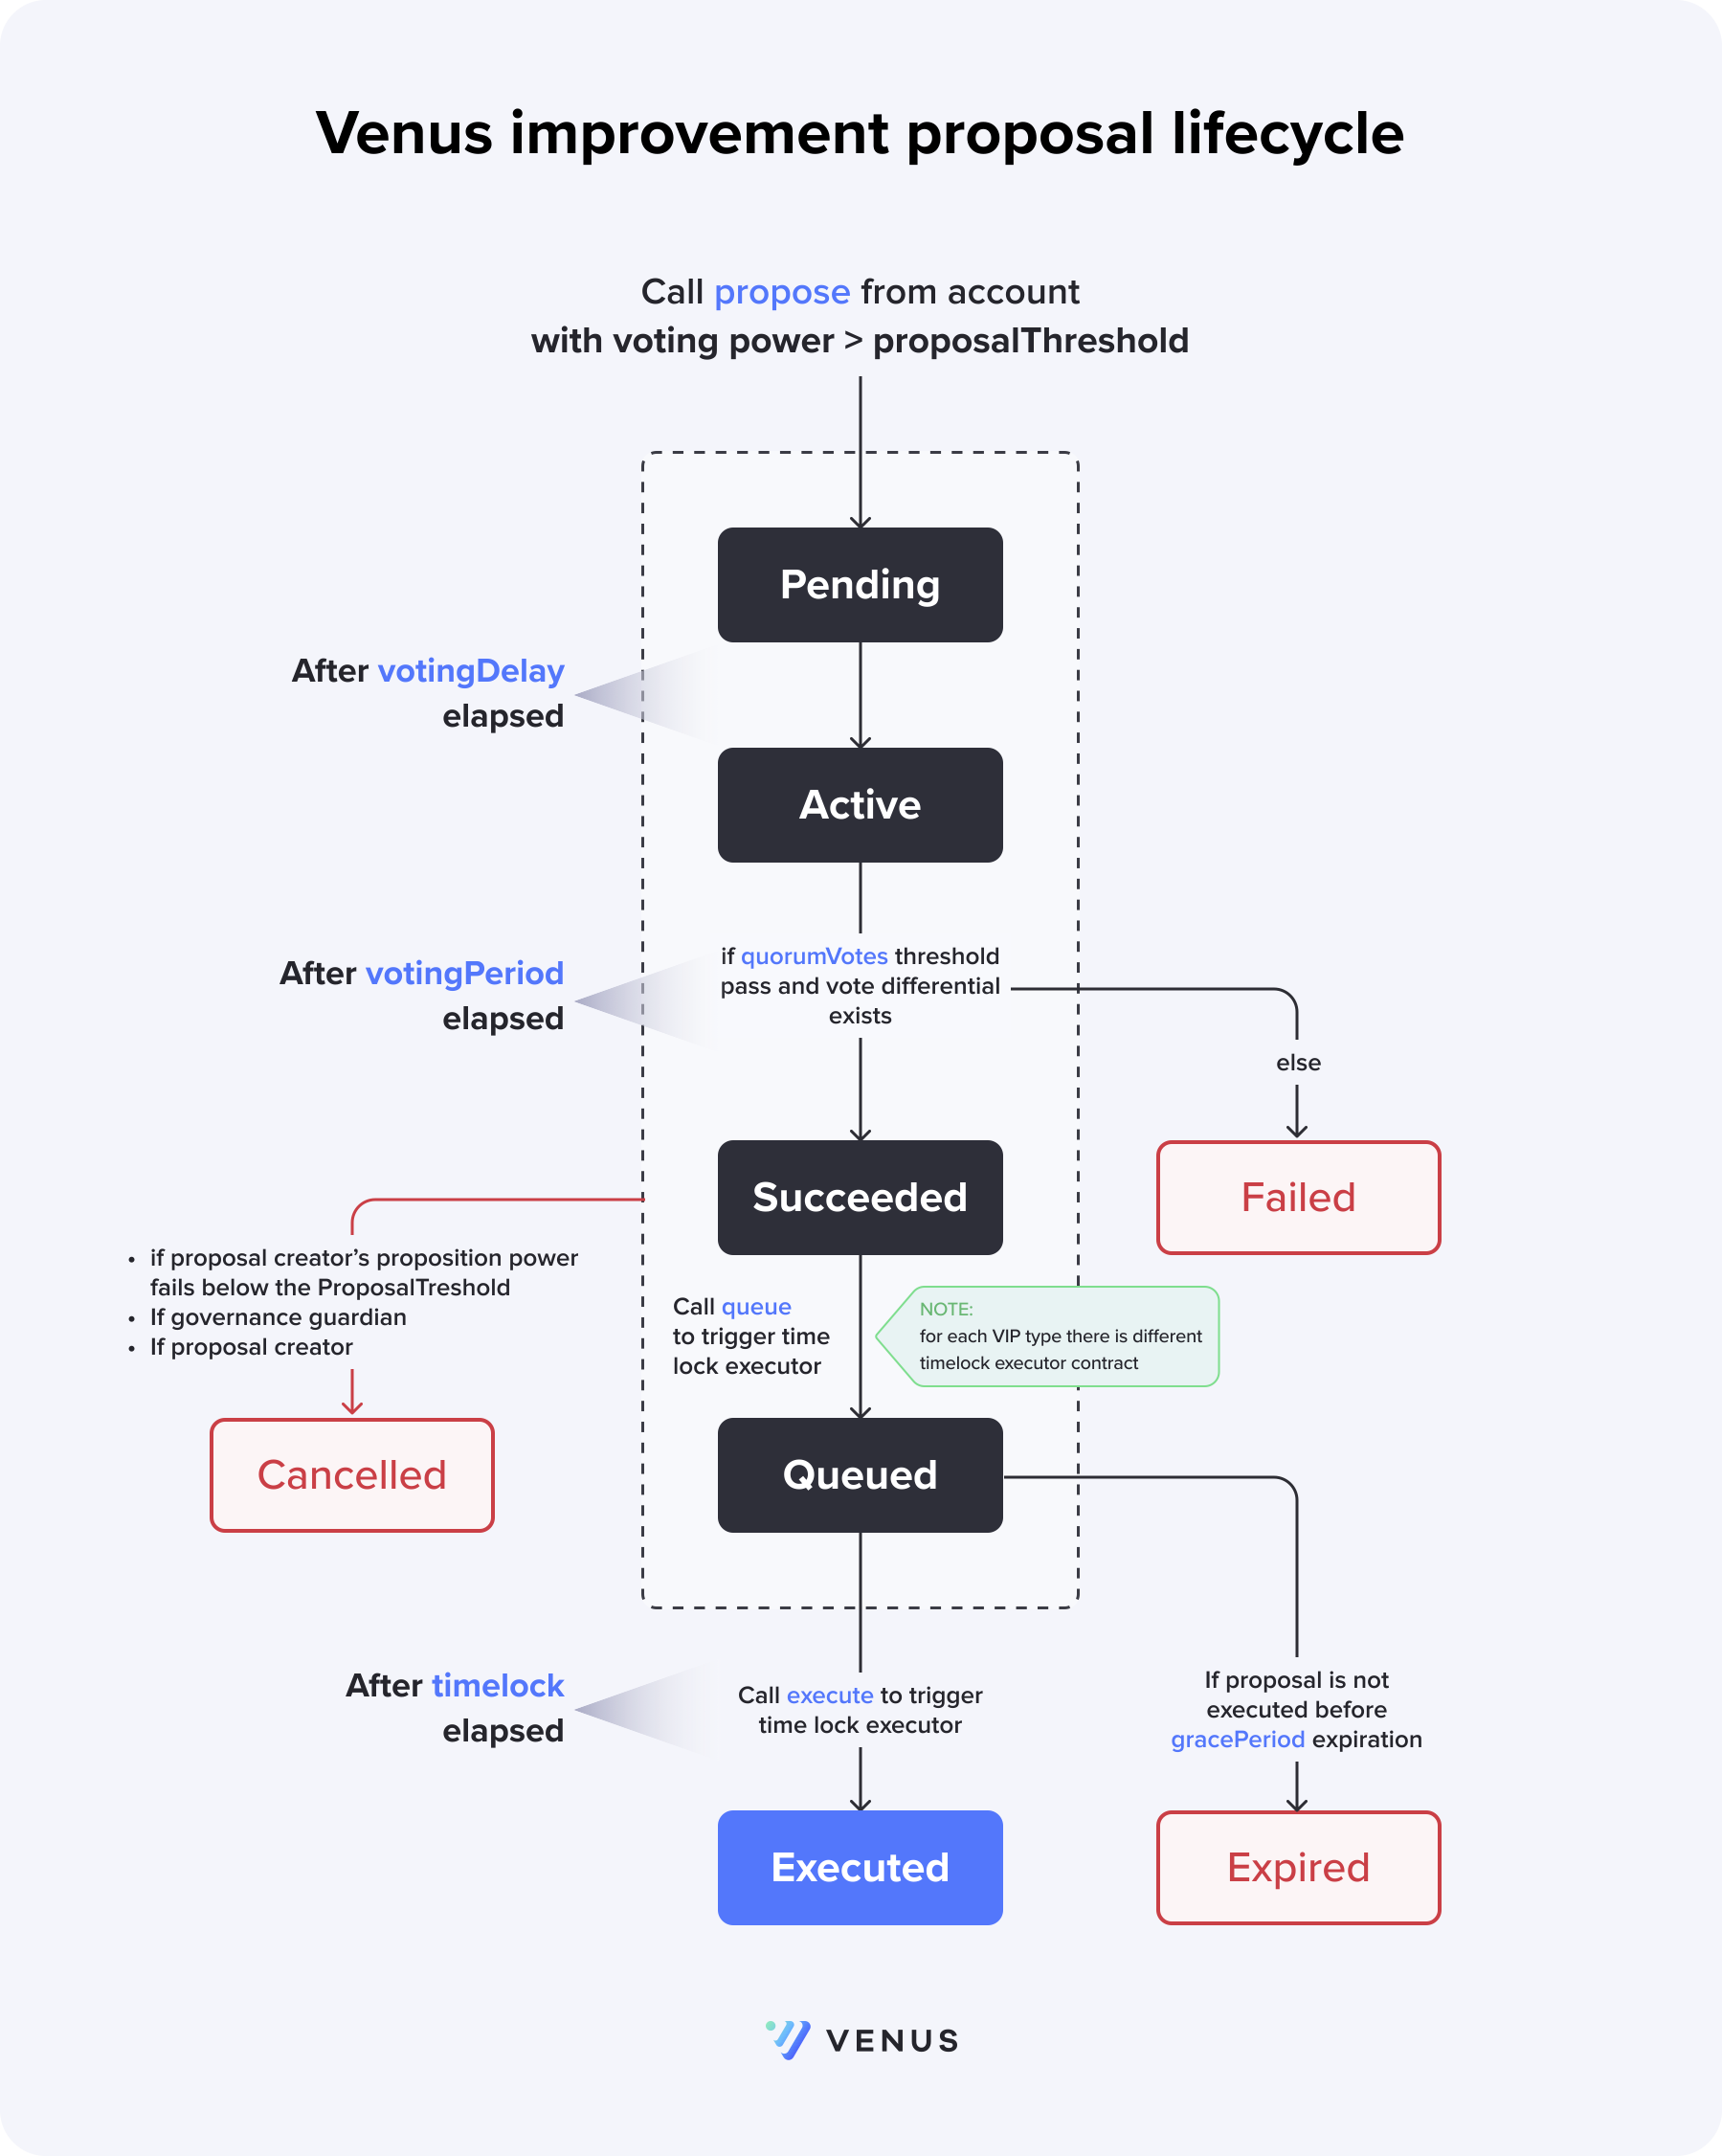 Venus improvement proposal lifecycle
Call propose from account
with voting power > proposalThreshold
Pending
After votingDelay
elapsed
Active
After votingPeriod
elapsed
if quorumVotes threshold
pass and vote differential
exists
else
Succeeded
Failed
• if proposal creator’s proposition power
fails below the ProposalTreshold
• If governance guardian
• If proposal creator
Call queue
to trigger time
lock executor
NOTE:
for each VIP type there is different
timelock executor contract
Cancelled
Queued
After timelock
elapsed
Call execute to trigger
time lock executor
If proposal is not
executed before
gracePeriod expiration
Executed
Expired
VENUS